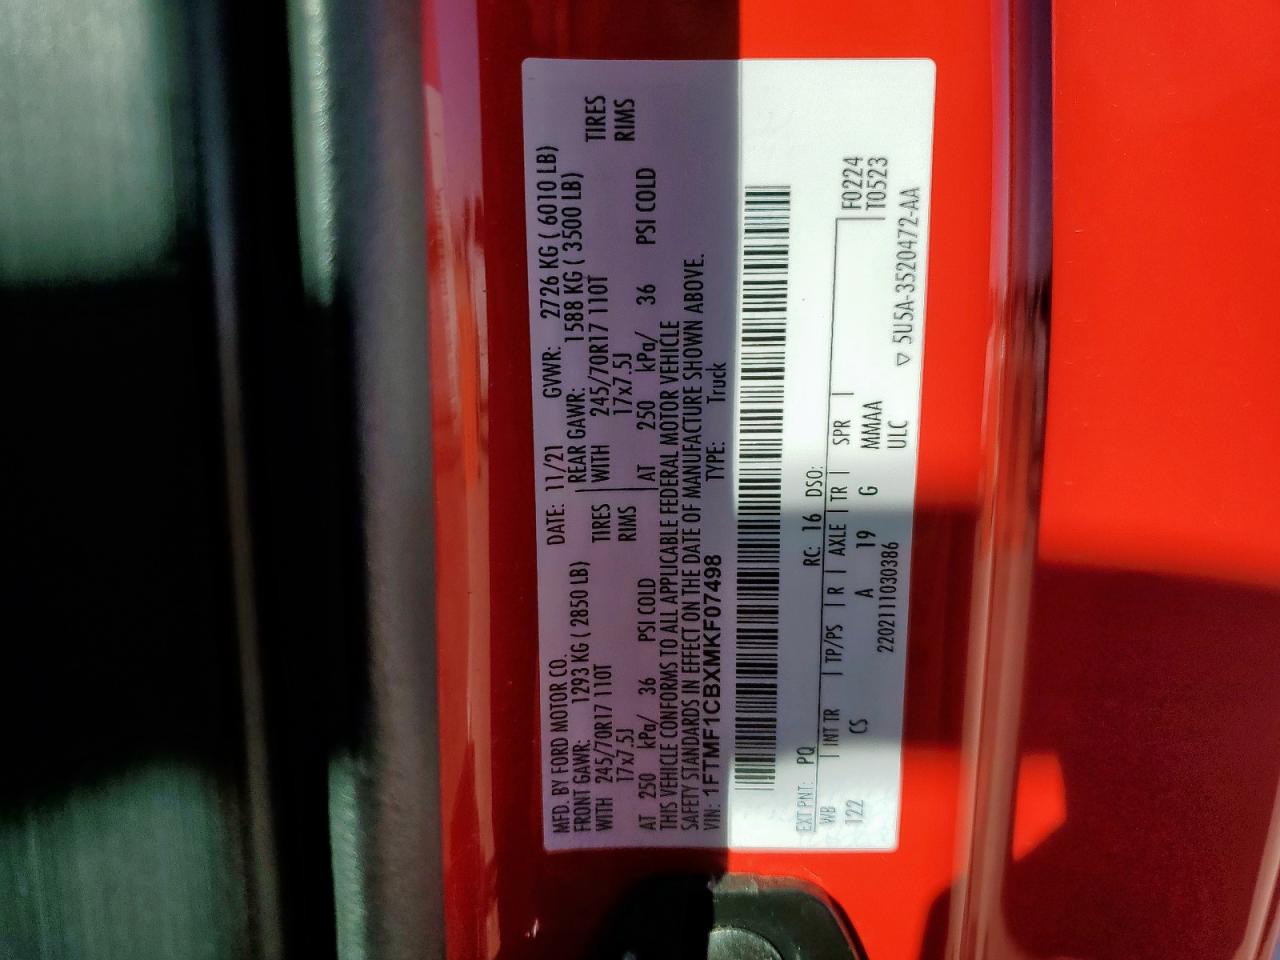 MFD. BY FORD MOTOR CO. DATE: 11/21 GVWR: 2726 KG ( 6010 LB)
FRONT GAWR: 1293 KG ( 2850 LB) REAR GAWR: 1588 KG ( 3500 LB)
WITH 245/70R17 110T TIRES WITH 245/70R17 110T TIRES
17x7.5J RIMS 17x7.5J RIMS
AT 250 kPa/ 36 PSI COLD AT 250 kPa/ 36 PSI COLD
THIS VEHICLE CONFORMS TO ALL APPLICABLE FEDERAL MOTOR VEHICLE
SAFETY STANDARDS IN EFFECT ON THE DATE OF MANUFACTURE SHOWN ABOVE.
VIN: 1FTMF1CBXMKF07498 TYPE: Truck
EXT PNT: PQ RC: 16 DSO:
WB INT TR TP/PS R AXLE TR SPR F0224
122 CS A 19 G MMAA T0523
2202111030386 ULC ▽ 5U5A-3520472-AA